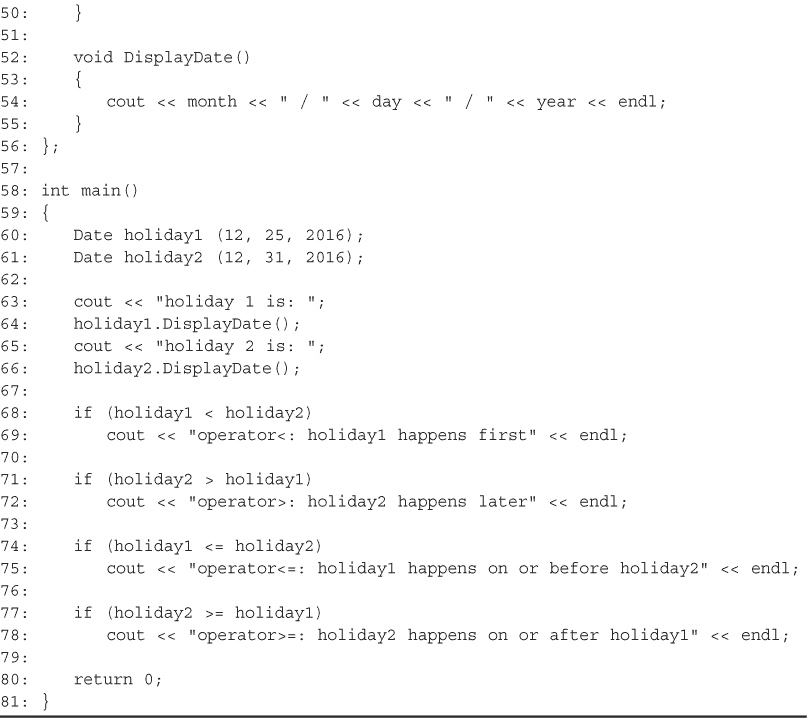 50:     }
51:
52:     void DisplayDate()
53:     {
54:        cout << month << " / " << day << " / " << year << endl;
55:     }
56: };
57:
58: int main()
59: {
60:     Date holiday1 (12, 25, 2016);
61:     Date holiday2 (12, 31, 2016);
62:
63:     cout << "holiday 1 is: ";
64:     holiday1.DisplayDate();
65:     cout << "holiday 2 is: ";
66:     holiday2.DisplayDate();
67:
68:     if (holiday1 < holiday2)
69:        cout << "operator<: holiday1 happens first" << endl;
70:
71:     if (holiday2 > holiday1)
72:        cout << "operator>: holiday2 happens later" << endl;
73:
74:     if (holiday1 <= holiday2)
75:        cout << "operator<=: holiday1 happens on or before holiday2" << endl;
76:
77:     if (holiday2 >= holiday1)
78:        cout << "operator>=: holiday2 happens on or after holiday1" << endl;
79:
80:     return 0;
81: }